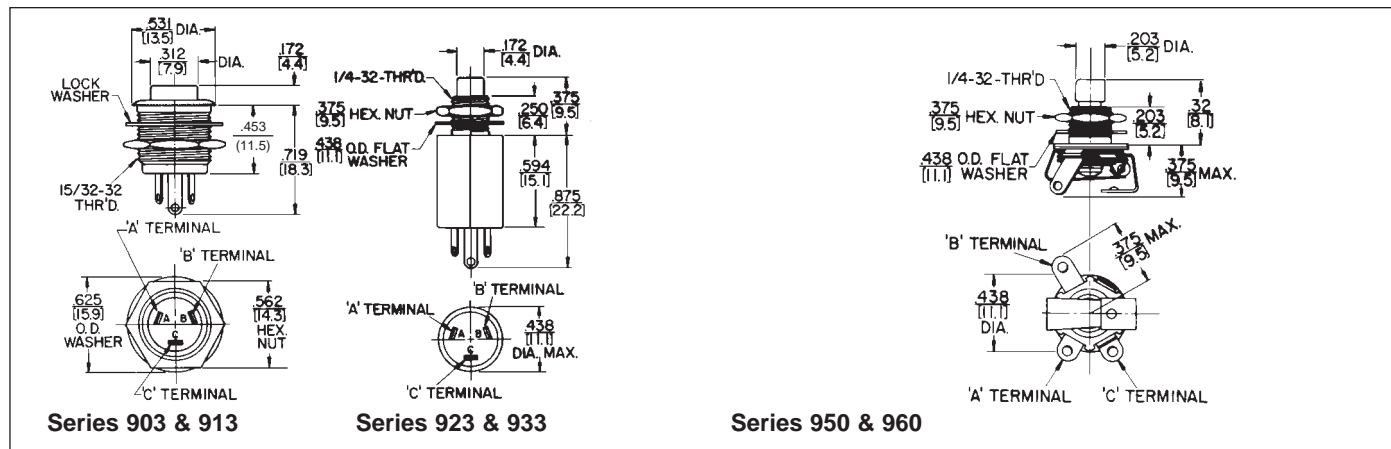 .531
[13.5] DIA.
.312
[7.9] DIA.
.172
[4.4]
LOCK
WASHER
.453
(11.5)
.719
[18.3]
15/32-32
THR'D.
'A' TERMINAL
'B' TERMINAL
.625
[15.9]
O.D.
WASHER
A B
C
.562
[14.3]
HEX.
NUT
'C' TERMINAL
Series 903 & 913
.172
[4.4] DIA.
1/4-32-THR'D.
.375
[9.5] HEX. NUT
.250
[6.4]
.375
[9.5]
.438
[11.1] O.D. FLAT
WASHER
.594
[15.1]
.875
[22.2]
'A' TERMINAL
'B' TERMINAL
A B
C
.438
[11.1]
DIA. MAX.
'C' TERMINAL
Series 923 & 933
.203
[5.2] DIA.
1/4-32-THR'D
.375
[9.5] HEX. NUT
.203
[5.2]
.32
[8.1]
.438
[11.1] O.D. FLAT
WASHER
.375
[9.5] MAX.
'B' TERMINAL
.375
[9.5] MAX.
.438
[11.1]
DIA.
'A' TERMINAL
'C' TERMINAL
Series 950 & 960